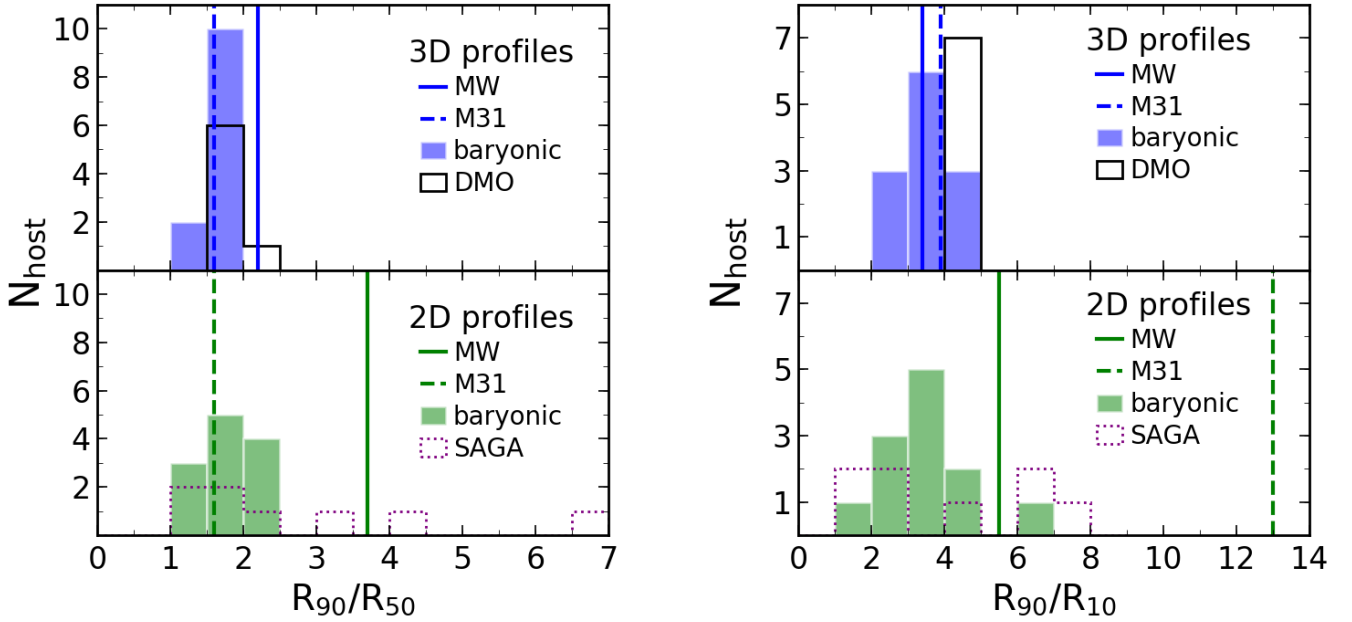 10
8
6
4
2
N_host
3D profiles
MW
M31
baryonic
DMO
10
8
6
4
2
2D profiles
MW
M31
baryonic
SAGA
0 1 2 3 4 5 6 7
R_90/R_50
7
5
3
1
N_host
3D profiles
MW
M31
baryonic
DMO
7
5
3
1
2D profiles
MW
M31
baryonic
SAGA
0 2 4 6 8 10 12 14
R_90/R_10